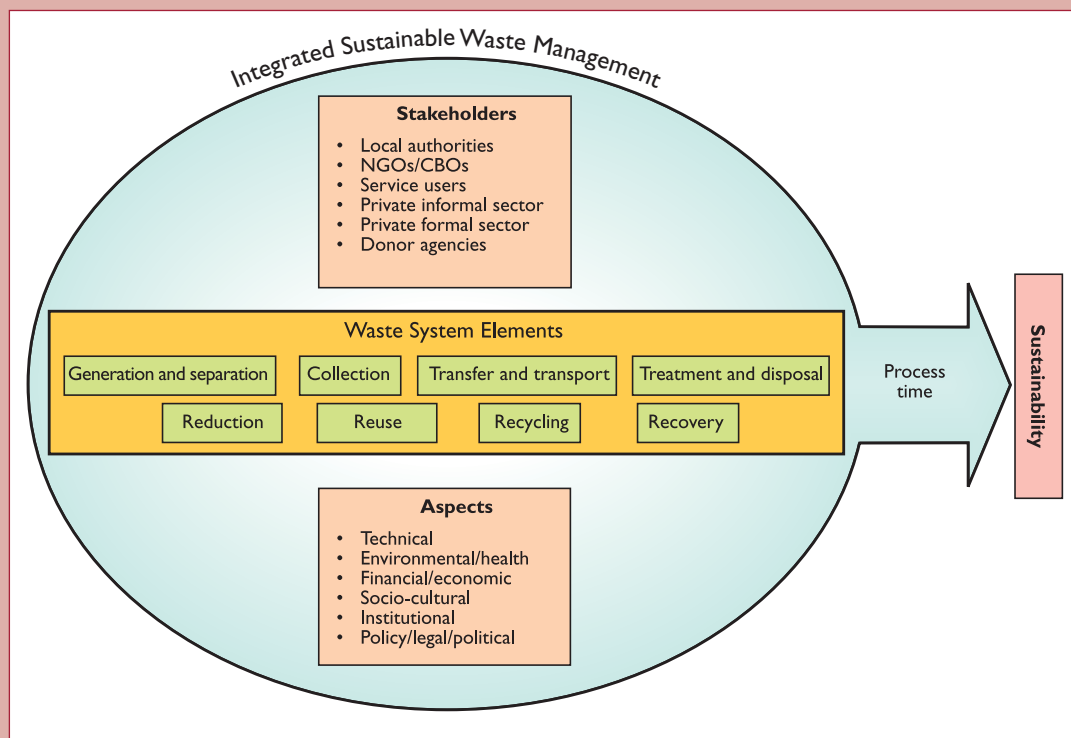 Integrated Sustainable Waste Management
Stakeholders
• Local authorities
• NGOs/CBOs
• Service users
• Private informal sector
• Private formal sector
• Donor agencies
Waste System Elements
Generation and separation
Collection
Transfer and transport
Treatment and disposal
Reduction
Reuse
Recycling
Recovery
Process
time
Sustainability
Aspects
• Technical
• Environmental/health
• Financial/economic
• Socio-cultural
• Institutional
• Policy/legal/political